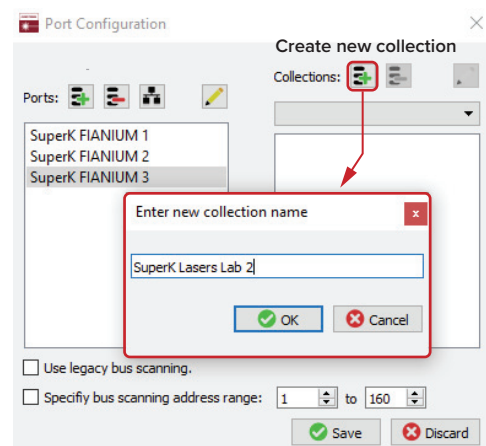 Port Configuration
Create new collection
Collections:
Ports:
SuperK FIANIUM 1
SuperK FIANIUM 2
SuperK FIANIUM 3
Enter new collection name
x
SuperK Lasers Lab 2
OK
Cancel
Use legacy bus scanning.
Specifiy bus scanning address range: 1 to 160
Save
Discard